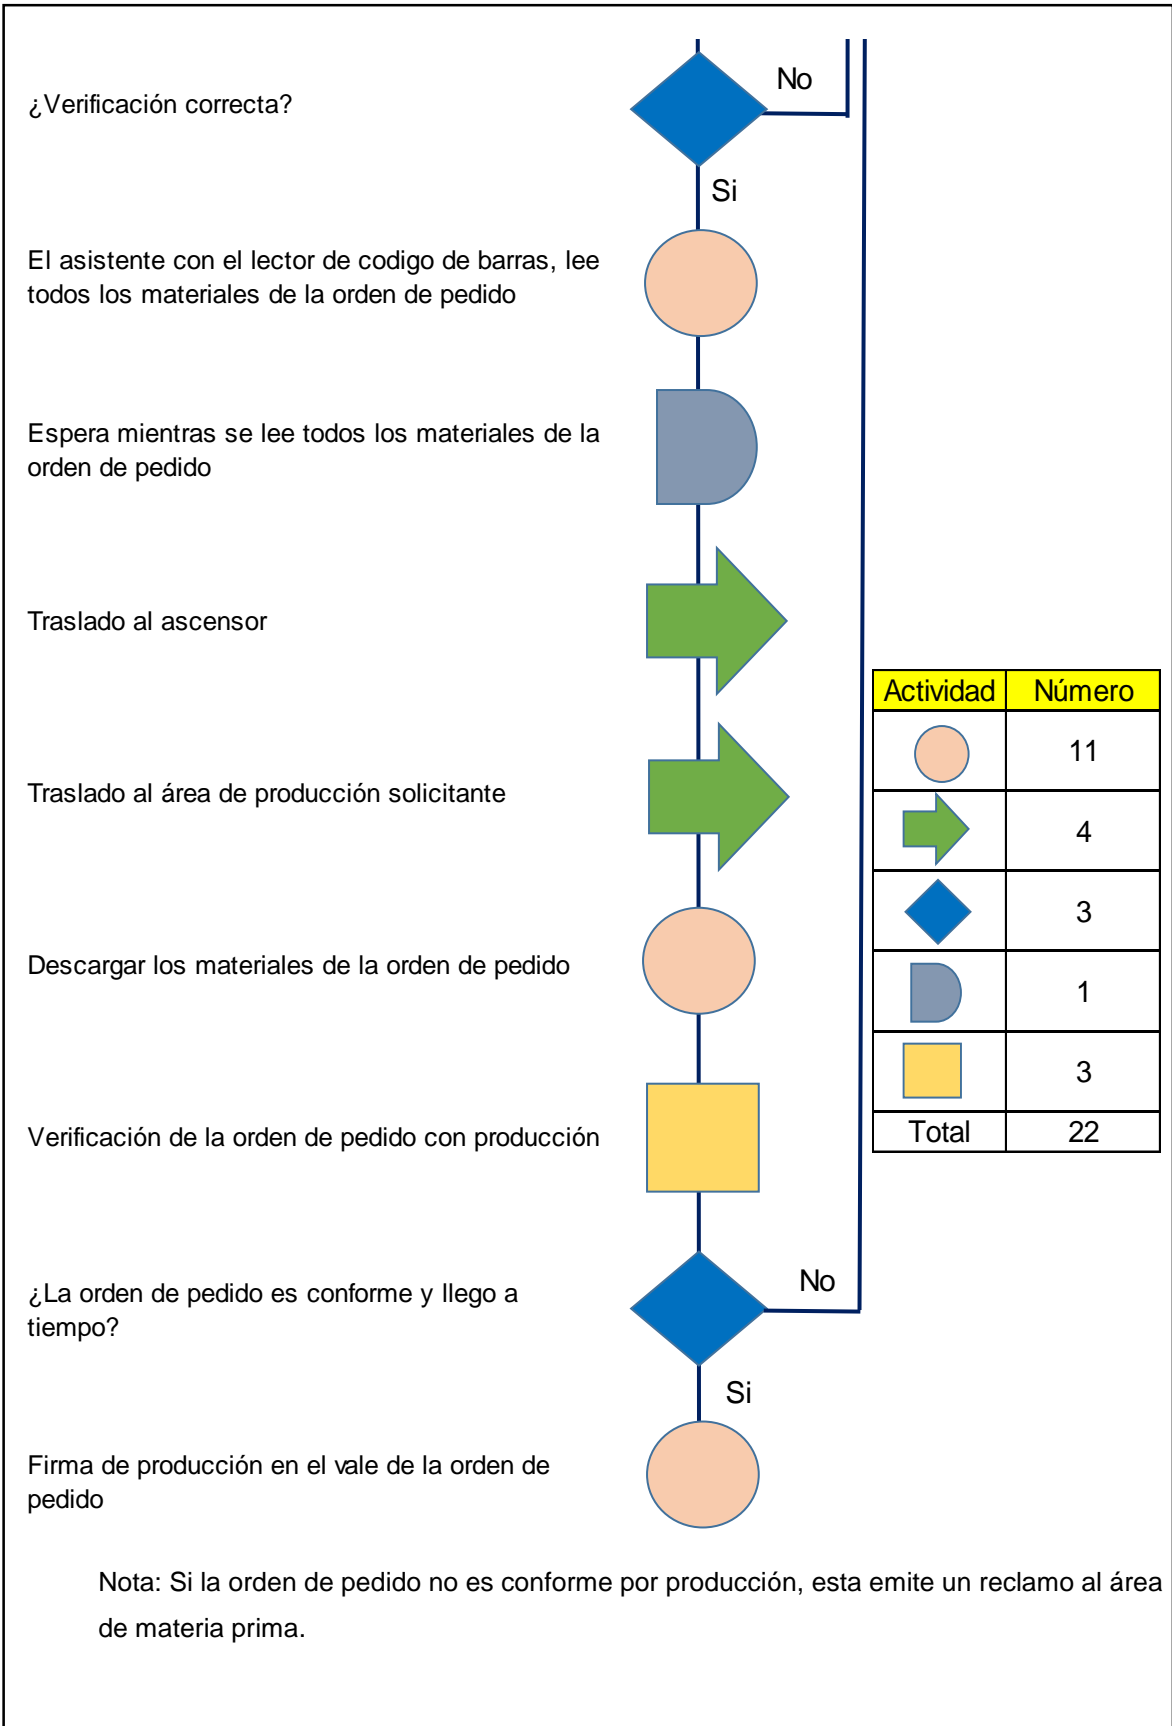 No
¿Verificación correcta?
Si
El asistente con el lector de codigo de barras, lee
todos los materiales de la orden de pedido
Espera mientras se lee todos los materiales de la
orden de pedido
Traslado al ascensor
Traslado al área de producción solicitante
Actividad Número
11
4
3
1
3
Total 22
Descargar los materiales de la orden de pedido
Verificación de la orden de pedido con producción
No
¿La orden de pedido es conforme y llego a
tiempo?
Si
Firma de producción en el vale de la orden de
pedido
Nota: Si la orden de pedido no es conforme por producción, esta emite un reclamo al área
de materia prima.